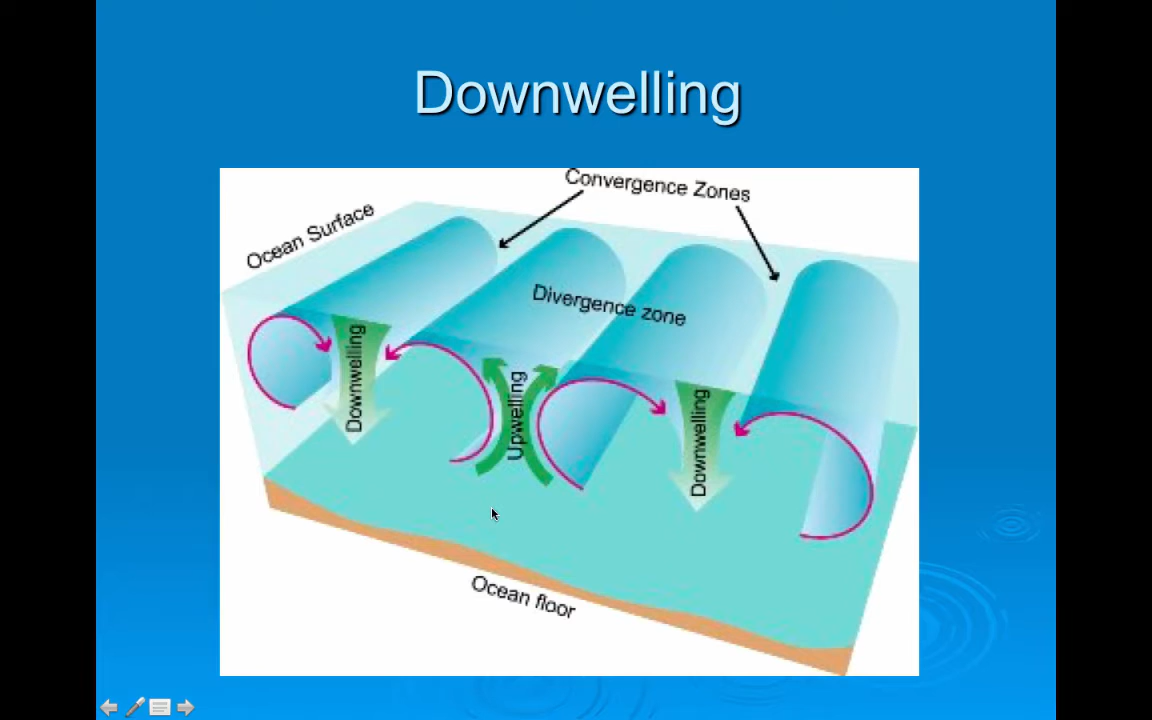 Downwelling
Convergence Zones
Ocean Surface
Divergence zone
Downwelling
Upwelling
Downwelling
Ocean floor